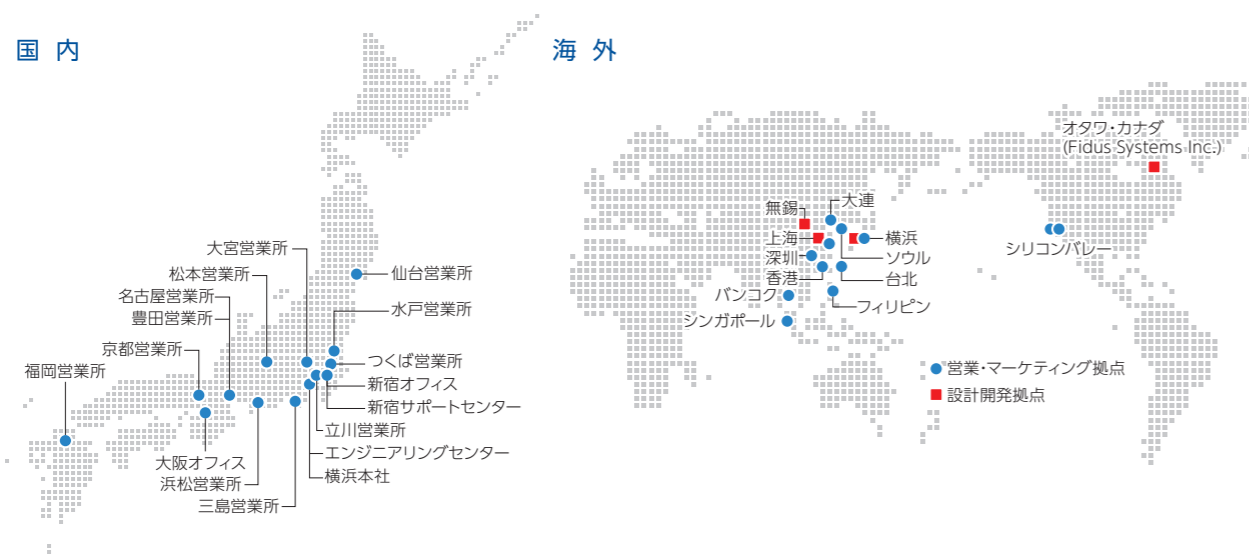 国内
大宮営業所
松本営業所
名古屋営業所
豊田営業所
京都営業所
福岡営業所
仙台営業所
水戸営業所
つくば営業所
新宿オフィス
新宿サポートセンター
立川営業所
エンジニアリングセンター
横浜本社
大阪オフィス
浜松営業所
三島営業所
海外
オタワ・カナダ
(Fidus Systems Inc.)
無錫
大連
上海
横浜
深圳
ソウル
香港
台北
バンコク
フィリピン
シンガポール
シリコンバレー
営業・マーケティング拠点
設計開発拠点